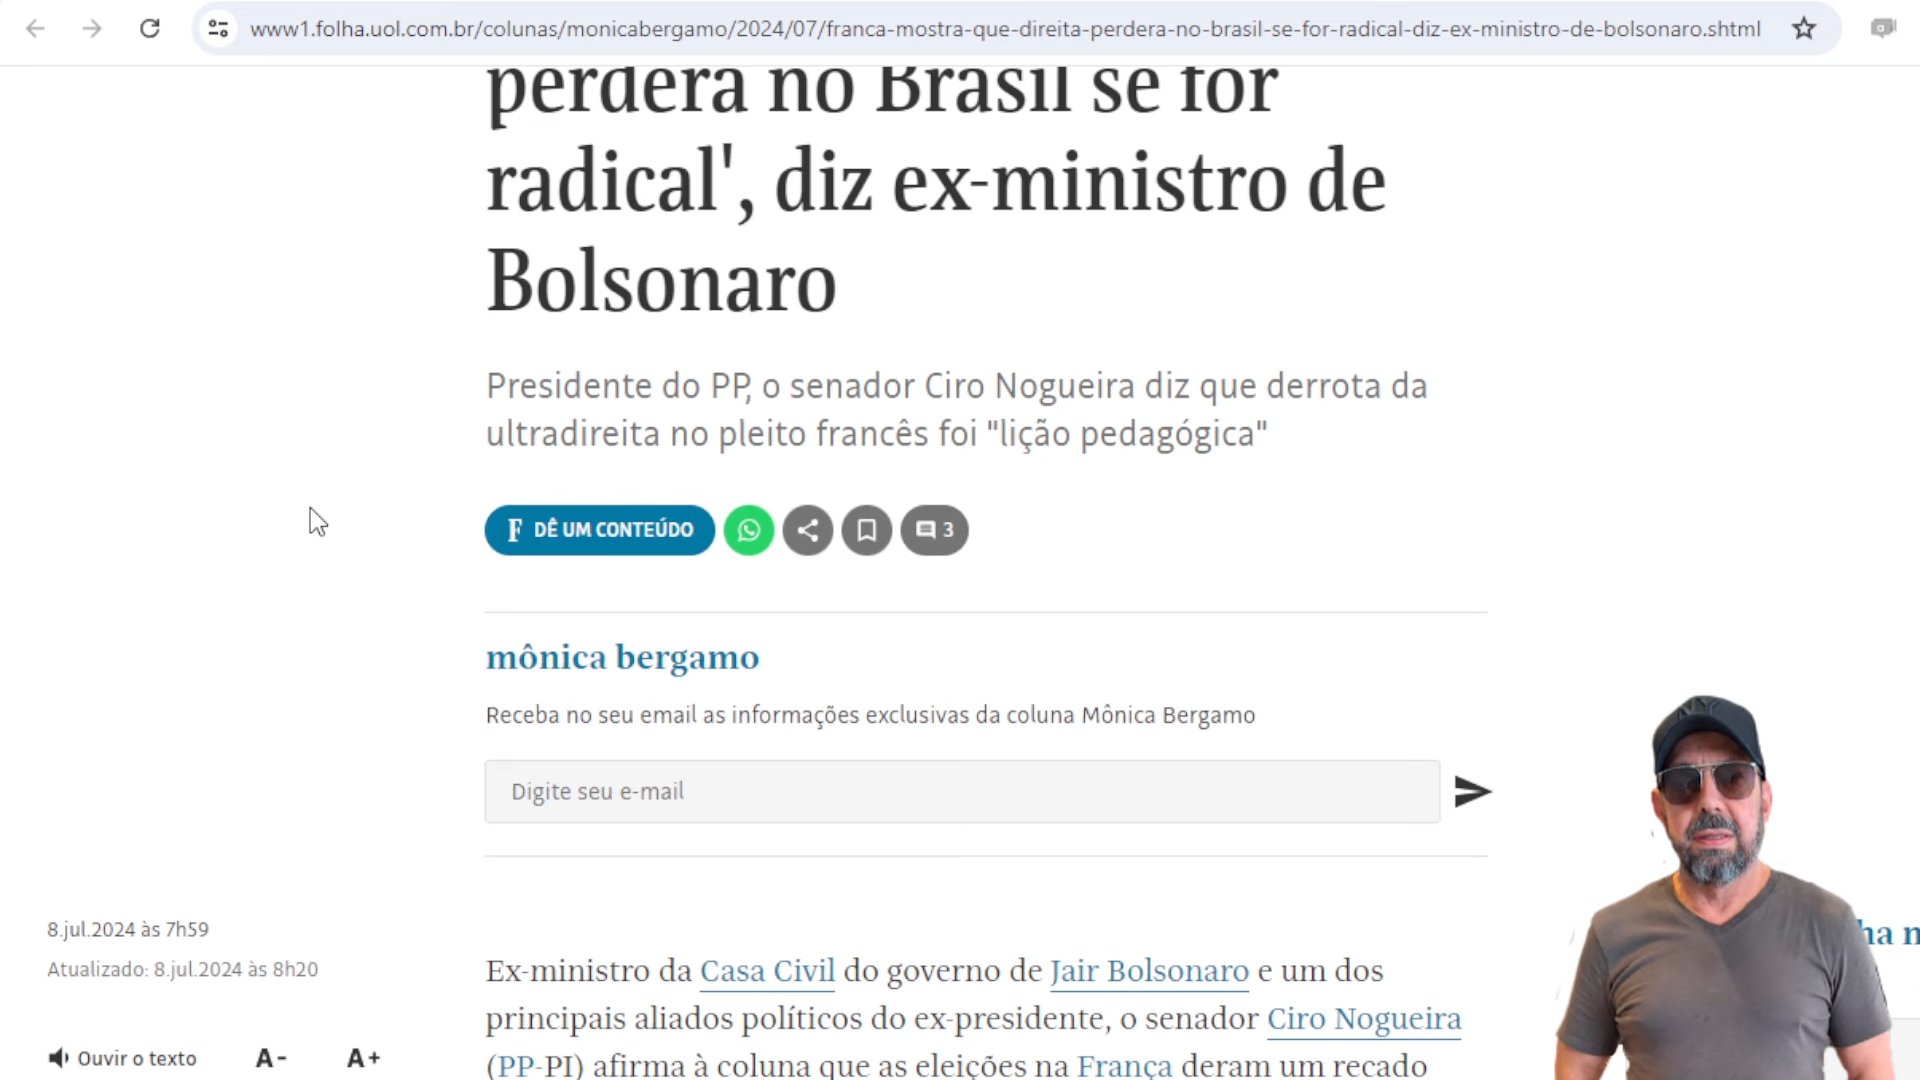 www1.folha.uol.com.br/colunas/monicabergamo/2024/07/franca-mostra-que-direita-perdera-no-brasil-se-for-radical-diz-ex-ministro-de-bolsonaro.shtml
perderá no Brasil se for
radical', diz ex-ministro de
Bolsonaro
Presidente do PP, o senador Ciro Nogueira diz que derrota da
ultradireita no pleito francês foi "lição pedagógica"
F DÊ UM CONTEÚDO
3
mônica bergamo
Receba no seu email as informações exclusivas da coluna Mônica Bergamo
Digite seu e-mail
8.jul.2024 às 7h59
Atualizado: 8.jul.2024 às 8h20
Ouvir o texto A- A+
Ex-ministro da Casa Civil do governo de Jair Bolsonaro e um dos
principais aliados políticos do ex-presidente, o senador Ciro Nogueira
(PP-PI) afirma à coluna que as eleições na França deram um recado